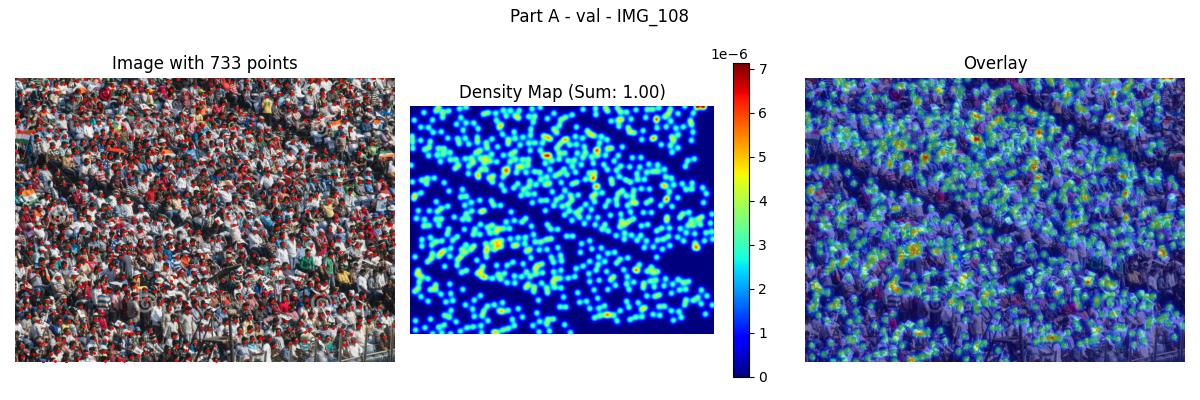 Part A - val - IMG_108
Image with 733 points
Density Map (Sum: 1.00)
1e−6
7
6
5
4
3
2
1
0
Overlay